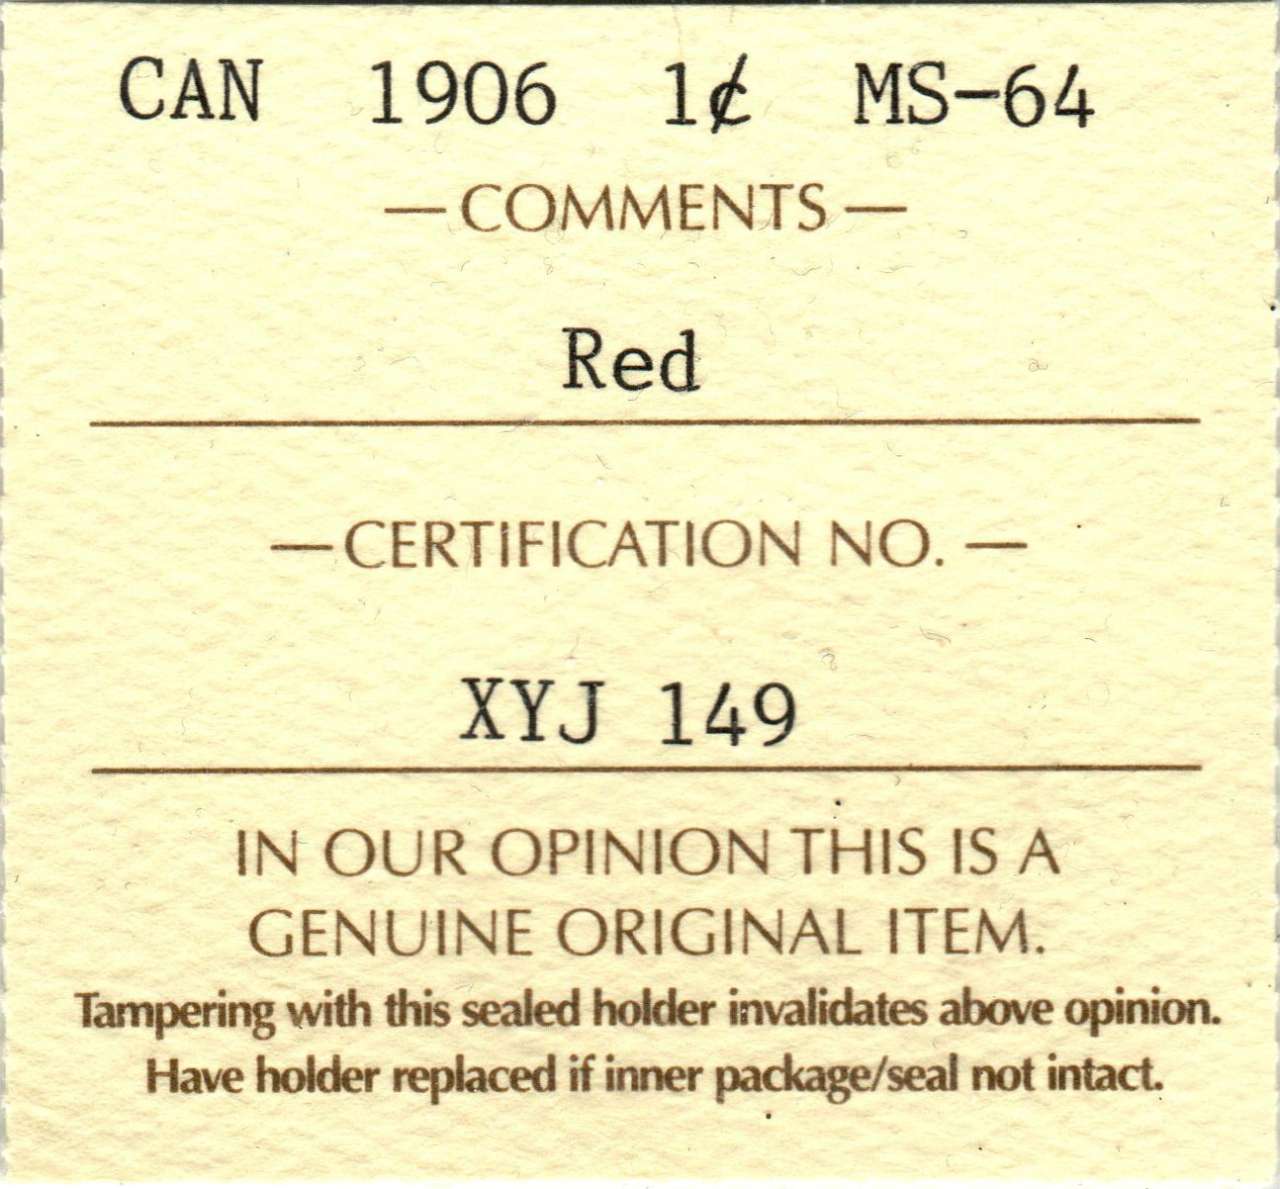 CAN 1906 1¢ MS-64
— COMMENTS —
Red
— CERTIFICATION NO. —
XYJ 149
IN OUR OPINION THIS IS A
GENUINE ORIGINAL ITEM.
Tampering with this sealed holder invalidates above opinion.
Have holder replaced if inner package/seal not intact.